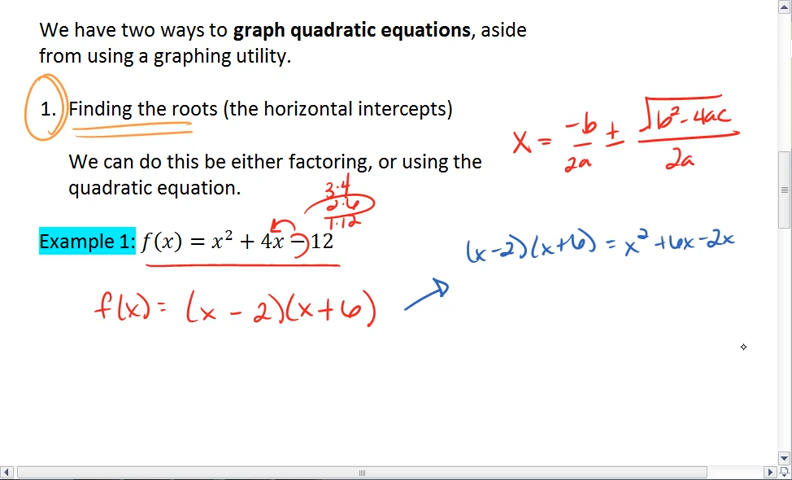 We have two ways to graph quadratic equations, aside
from using a graphing utility.
1. Finding the roots (the horizontal intercepts)
x = -b/2a ± √b²-4ac/2a
We can do this be either factoring, or using the
quadratic equation.
3·4
2·6
1·12
Example 1: f(x) = x² + 4x − 12
(x-2)(x+6) = x² +6x-2x
f(x) = (x - 2)(x+6)